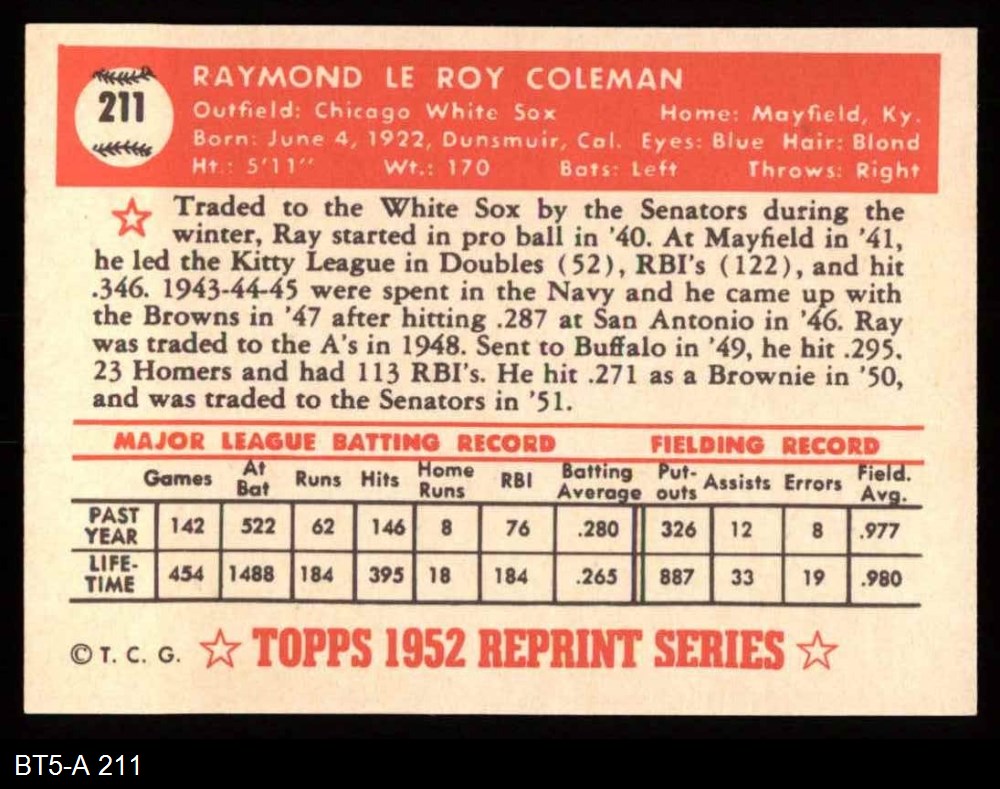 211
RAYMOND LE ROY COLEMAN
Outfield: Chicago White Sox Home: Mayfield, Ky.
Born: June 4, 1922, Dunsmuir, Cal. Eyes: Blue Hair: Blond
Ht.: 5'11" Wt.: 170 Bats: Left Throws: Right
Traded to the White Sox by the Senators during the
winter, Ray started in pro ball in '40. At Mayfield in '41,
he led the Kitty League in Doubles (52), RBI's (122), and hit
.346. 1943-44-45 were spent in the Navy and he came up with
the Browns in '47 after hitting .287 at San Antonio in '46. Ray
was traded to the A's in 1948. Sent to Buffalo in '49, he hit .295.
23 Homers and had 113 RBI's. He hit .271 as a Brownie in '50,
and was traded to the Senators in '51.
MAJOR LEAGUE BATTING RECORD FIELDING RECORD
Games At Bat Runs Hits Home Runs RBI Batting Average Put-outs Assists Errors Field. Avg.
PAST YEAR 142 522 62 146 8 76 .280 326 12 8 .977
LIFE-TIME 454 1488 184 395 18 184 .265 887 33 19 .980
© T. C. G. ☆ TOPPS 1952 REPRINT SERIES ☆
BT5-A 211